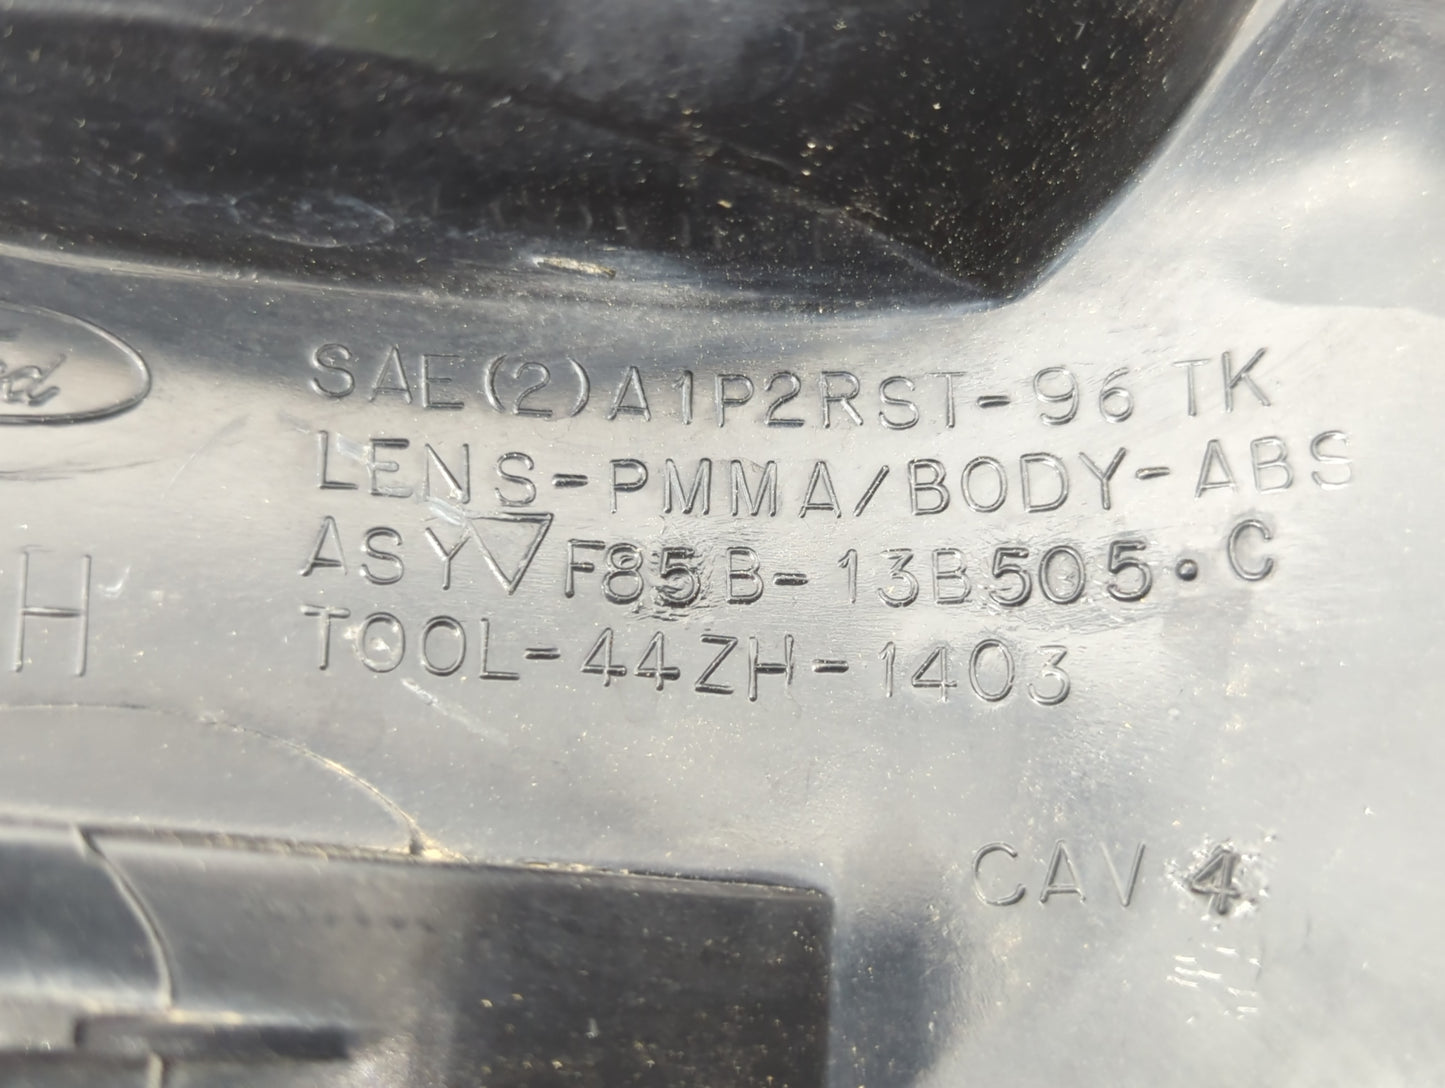 SAE(2)A1P2RST-96 TK
LENS-PMMA/BODY-ABS
ASY▽F85B-13B505·C
H
TOOL-44ZH-1403
CAV 4